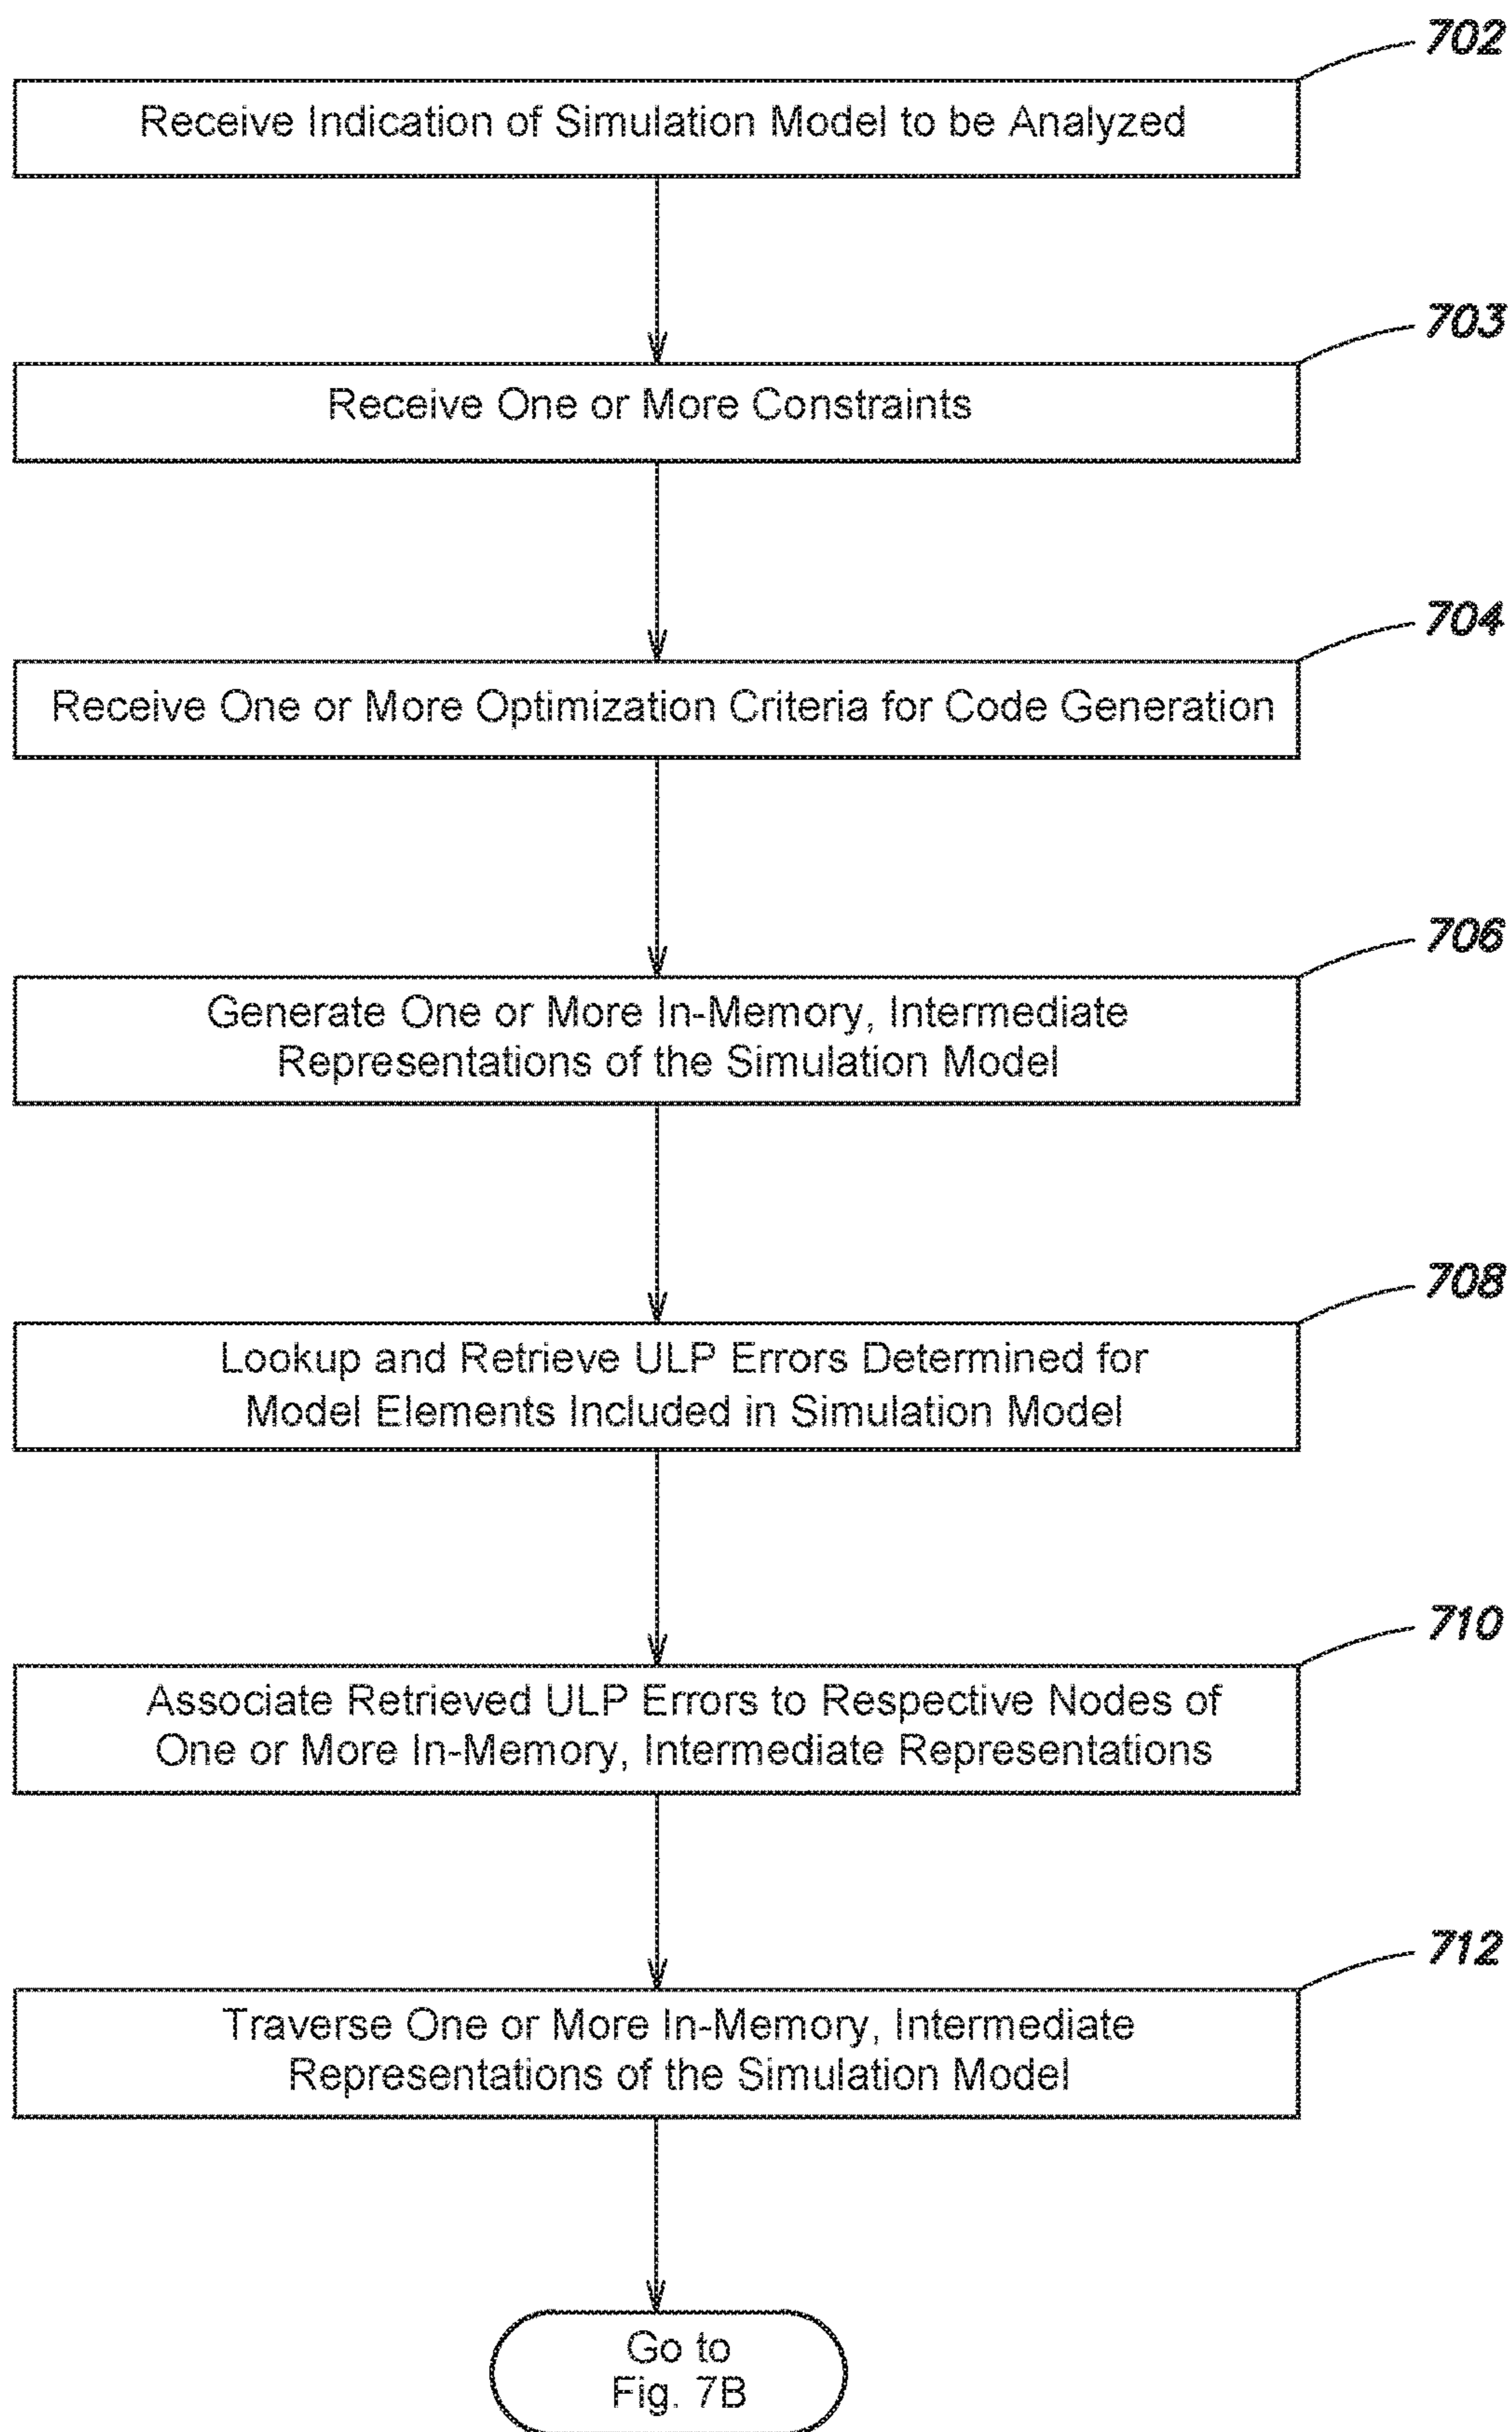 702
Receive Indication of Simulation Model to be Analyzed
703
Receive One or More Constraints
704
Receive One or More Optimization Criteria for Code Generation
706
Generate One or More In-Memory, Intermediate
Representations of the Simulation Model
708
Lookup and Retrieve ULP Errors Determined for
Model Elements Included in Simulation Model
710
Associate Retrieved ULP Errors to Respective Nodes of
One or More In-Memory, Intermediate Representations
712
Traverse One or More In-Memory, Intermediate
Representations of the Simulation Model
Go to
Fig. 7B